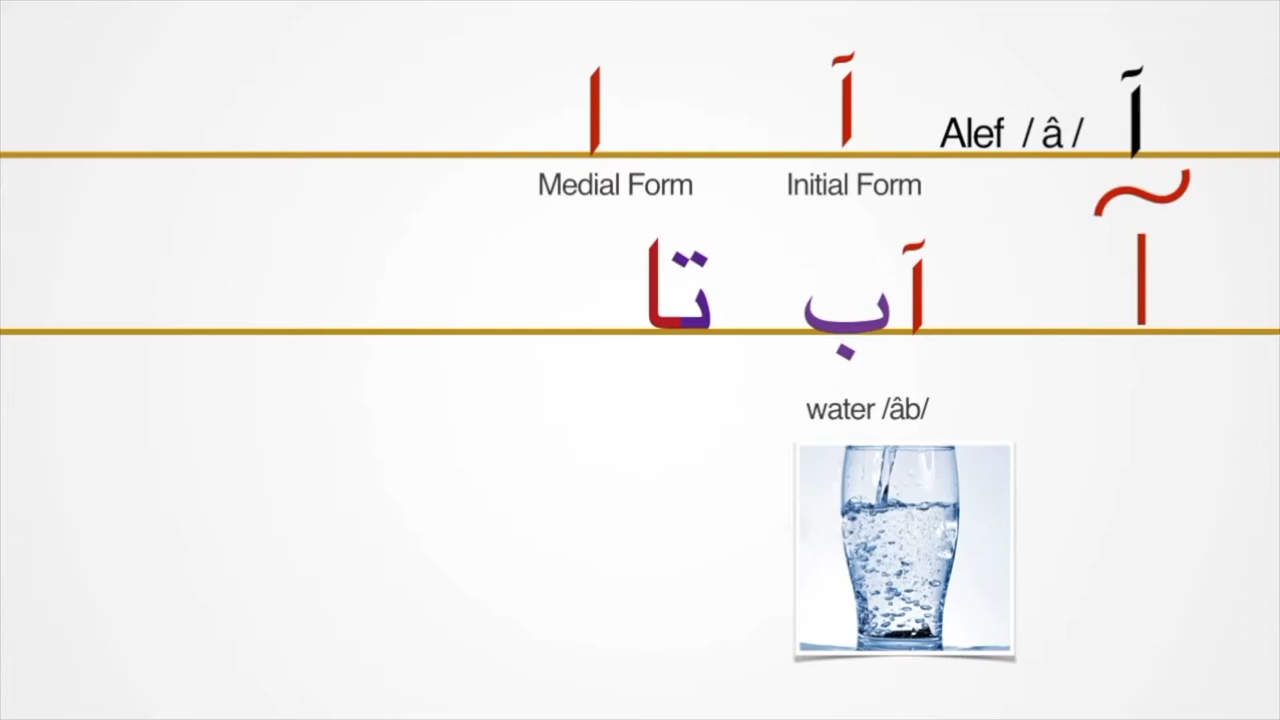 آ Alef / â / آ ا
Initial Form Medial Form
آ آب تا
water /âb/